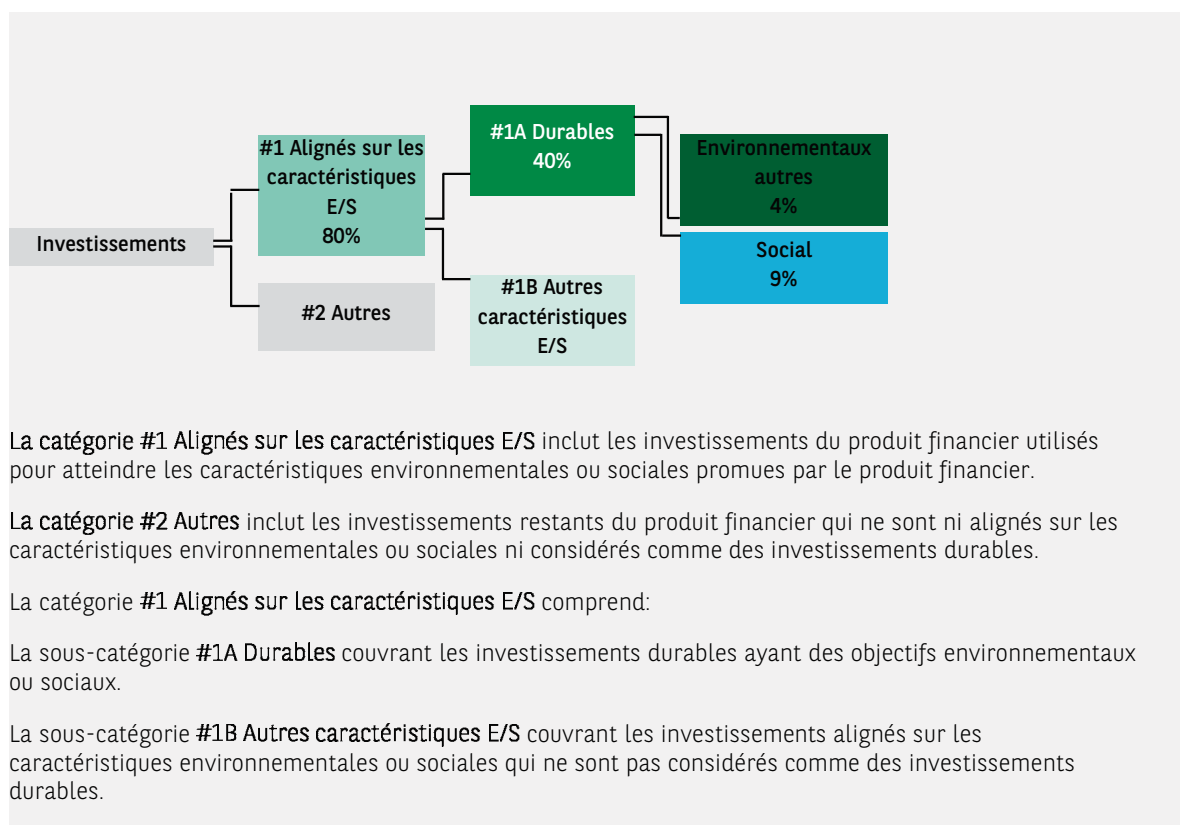 #1A Durables
40%
#1 Alignés sur les
caractéristiques
E/S
80%
Environnementaux
autres
4%
Investissements
Social
9%
#2 Autres
#1B Autres
caractéristiques
E/S
La catégorie #1 Alignés sur les caractéristiques E/S inclut les investissements du produit financier utilisés
pour atteindre les caractéristiques environnementales ou sociales promues par le produit financier.
La catégorie #2 Autres inclut les investissements restants du produit financier qui ne sont ni alignés sur les
caractéristiques environnementales ou sociales ni considérés comme des investissements durables.
La catégorie #1 Alignés sur les caractéristiques E/S comprend:
La sous-catégorie #1A Durables couvrant les investissements durables ayant des objectifs environnementaux
ou sociaux.
La sous-catégorie #1B Autres caractéristiques E/S couvrant les investissements alignés sur les
caractéristiques environnementales ou sociales qui ne sont pas considérés comme des investissements
durables.